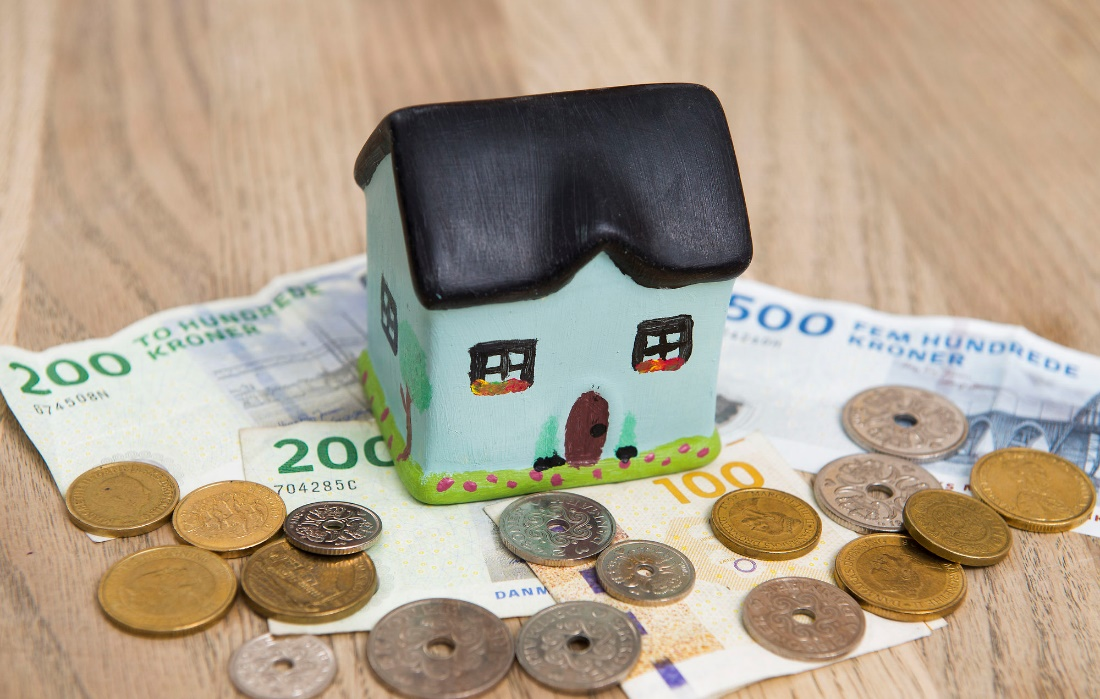 200 TO HUNDREDE
KRONER
674508N
200
704285C
DANM
100
500 FEM HUNDREDE
KRONER